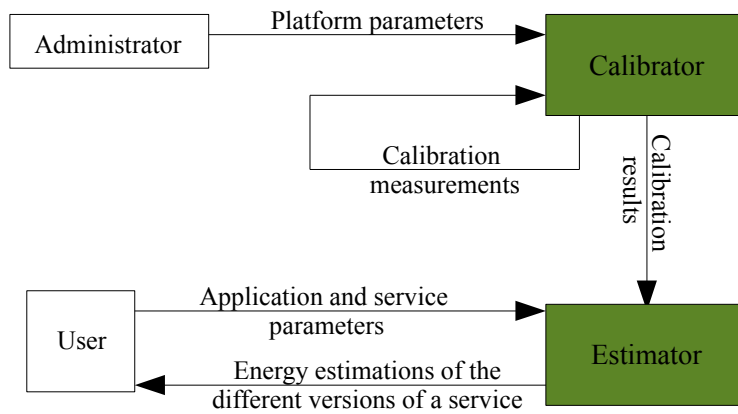 Platform parameters
Administrator
Calibrator
Calibration
measurements
Calibration
results
Application and service
parameters
User
Estimator
Energy estimations of the
different versions of a service